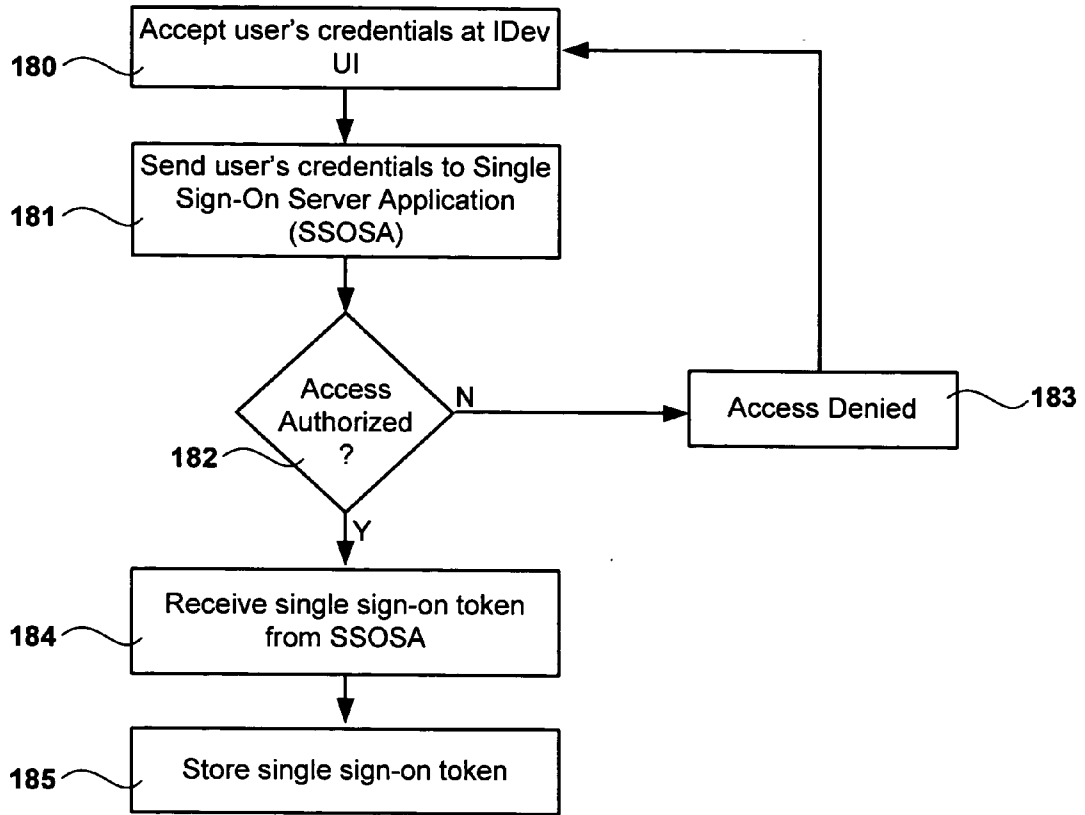 Accept user's credentials at IDev
UI
180
Send user's credentials to Single
Sign-On Server Application
(SSOSA)
181
Access
Authorized
?
182
N
Access Denied
183
Y
Receive single sign-on token
from SSOSA
184
Store single sign-on token
185